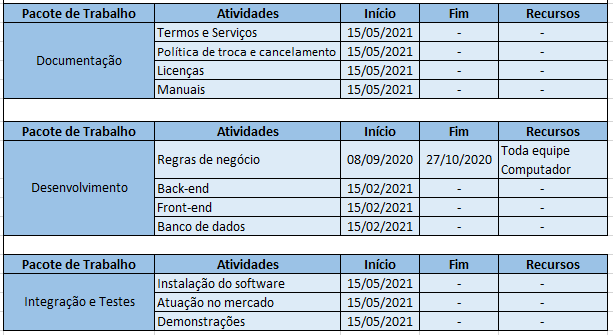 Pacote de Trabalho Atividades Início Fim Recursos
Documentação
Termos e Serviços 15/05/2021 - -
Política de troca e cancelamento 15/05/2021 - -
Licenças 15/05/2021 - -
Manuais 15/05/2021 - -
Pacote de Trabalho Atividades Início Fim Recursos
Desenvolvimento
Regras de negócio 08/09/2020 27/10/2020 Toda equipe
Computador
Back-end 15/02/2021 - -
Front-end 15/02/2021 - -
Banco de dados 15/02/2021 - -
Pacote de Trabalho Atividades Início Fim Recursos
Integração e Testes
Instalação do software 15/05/2021 - -
Atuação no mercado 15/05/2021 - -
Demonstrações 15/05/2021 - -